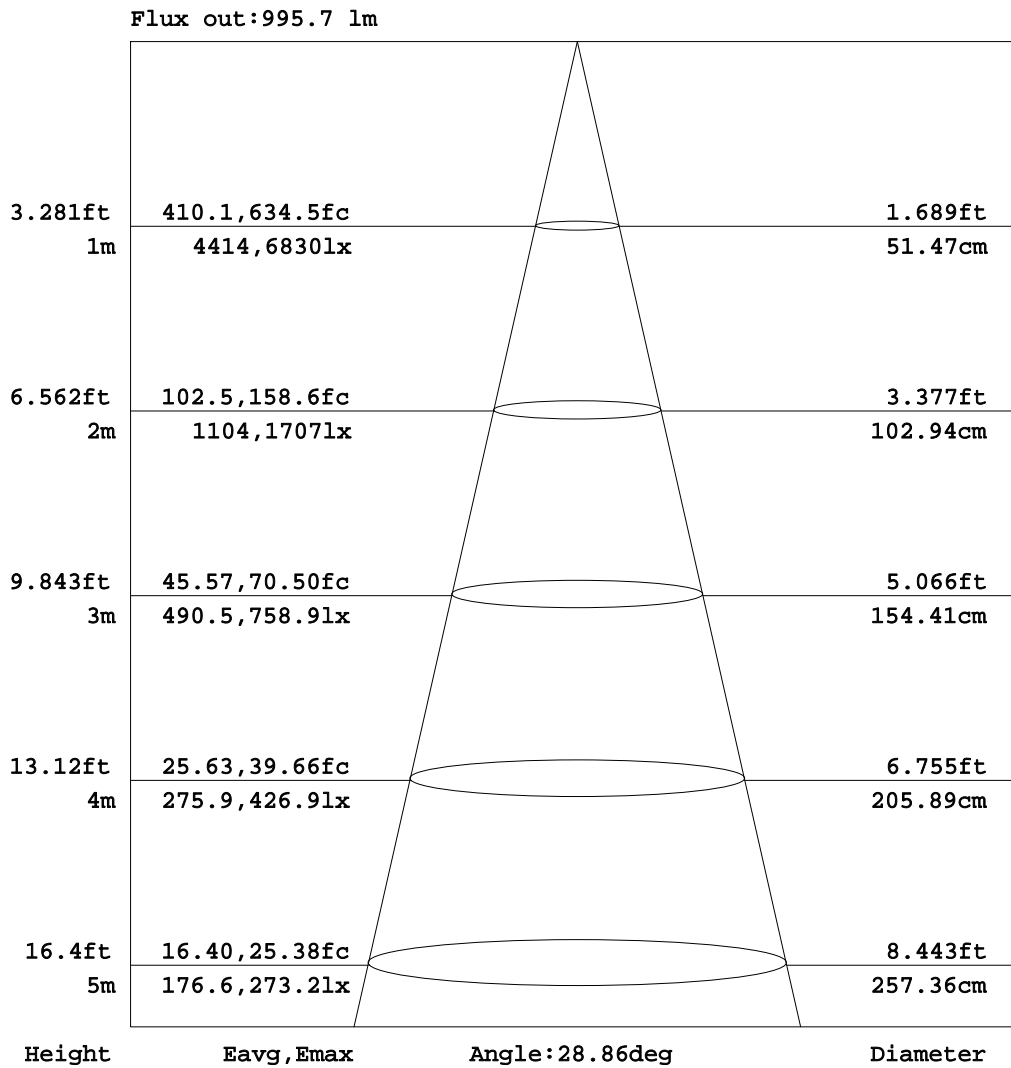 Flux out:995.7 lm
3.281ft 410.1,634.5fc 1.689ft
1m 4414,6830lx 51.47cm
6.562ft 102.5,158.6fc 3.377ft
2m 1104,1707lx 102.94cm
9.843ft 45.57,70.50fc 5.066ft
3m 490.5,758.9lx 154.41cm
13.12ft 25.63,39.66fc 6.755ft
4m 275.9,426.9lx 205.89cm
16.4ft 16.40,25.38fc 8.443ft
5m 176.6,273.2lx 257.36cm
Height Eavg,Emax Angle:28.86deg Diameter